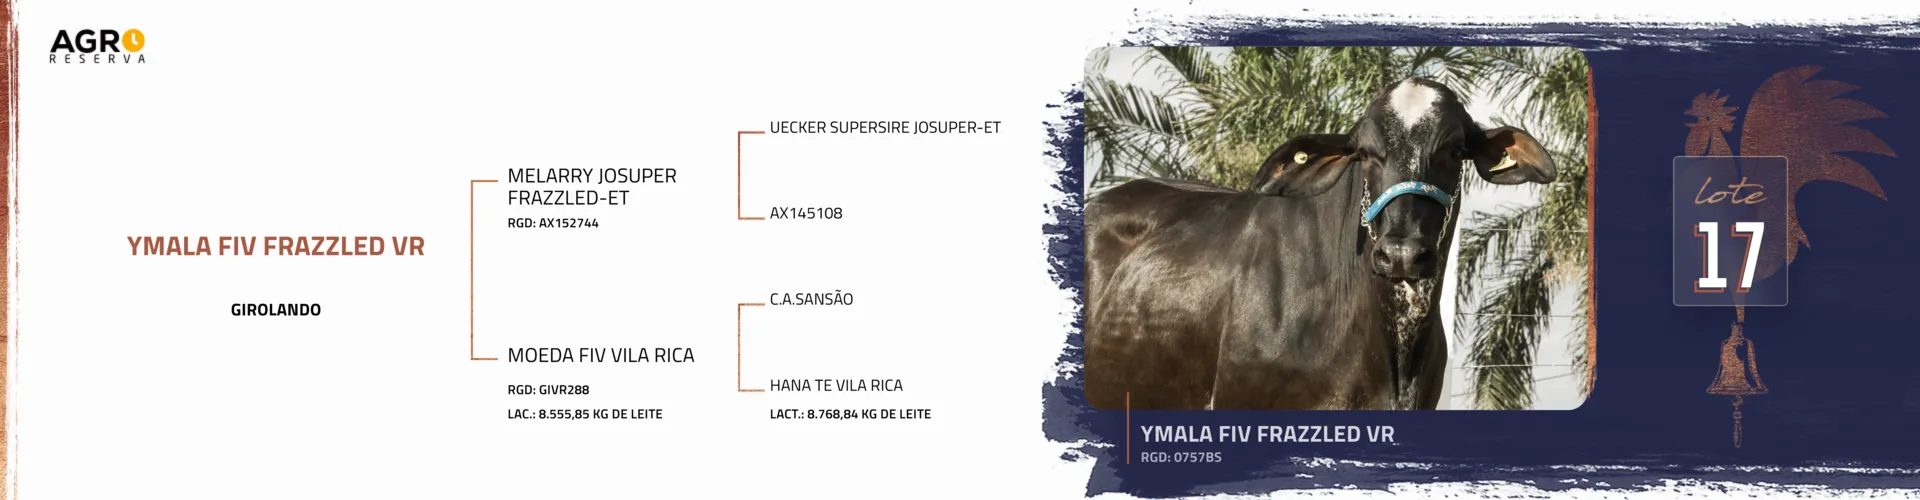 AGRO
RESERVA
YMALA FIV FRAZZLED VR
GIROLANDO
MELARRY JOSUPER
FRAZZLED-ET
RGD: AX152744
MOEDA FIV VILA RICA
RGD: GIVR288
LAC.: 8.555,85 KG DE LEITE
UECKER SUPERSIRE JOSUPER-ET
AX145108
C.A.SANSÃO
HANA TE VILA RICA
LACT.: 8.768,84 KG DE LEITE
lote
17
YMALA FIV FRAZZLED VR
RGD: 0757BS